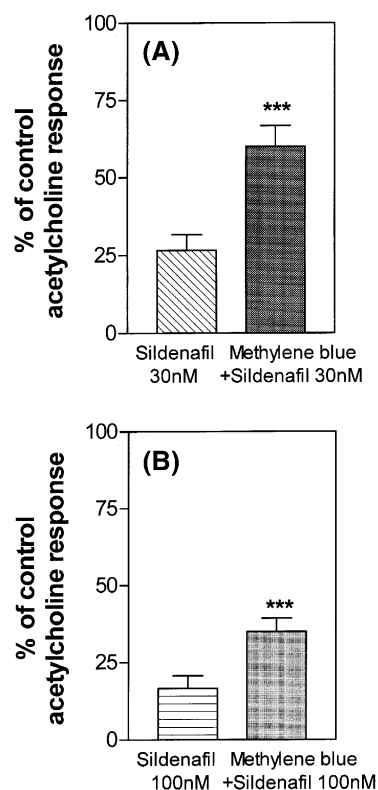 (A)
% of control
acetylcholine response
100
75
50
25
0
***
Sildenafil
30nM
Methylene blue
+Sildenafil 30nM
(B)
% of control
acetylcholine response
100
75
50
25
0
***
Sildenafil
100nM
Methylene blue
+Sildenafil 100nM